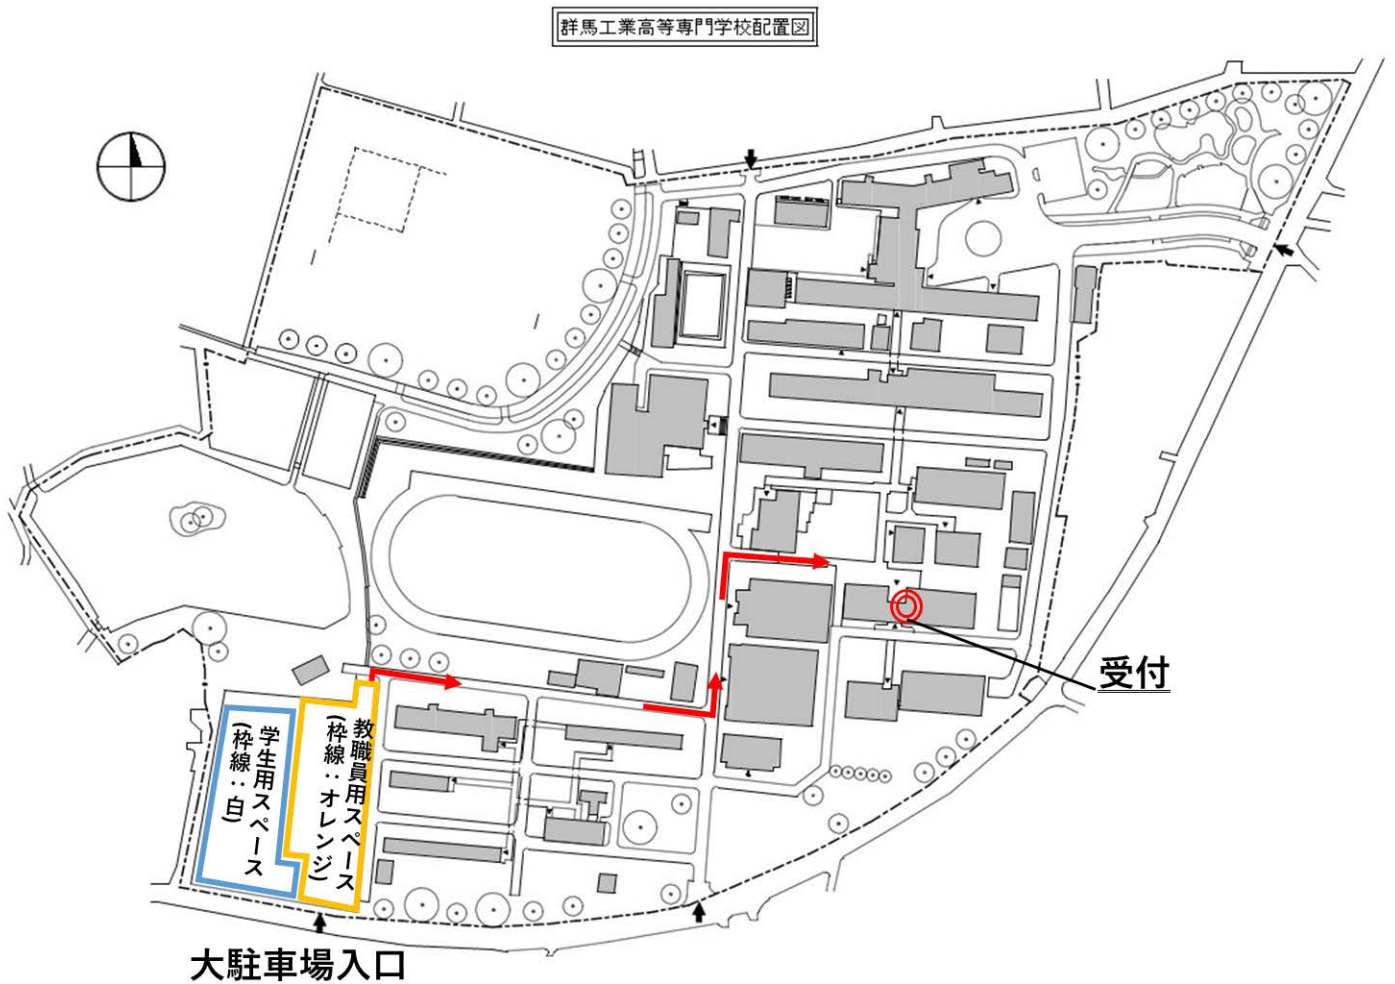 群馬工業高等専門学校配置図
受付
教職員用スペース
(枠線：オレンジ)
学生用スペース
(枠線：白)
大駐車場入口